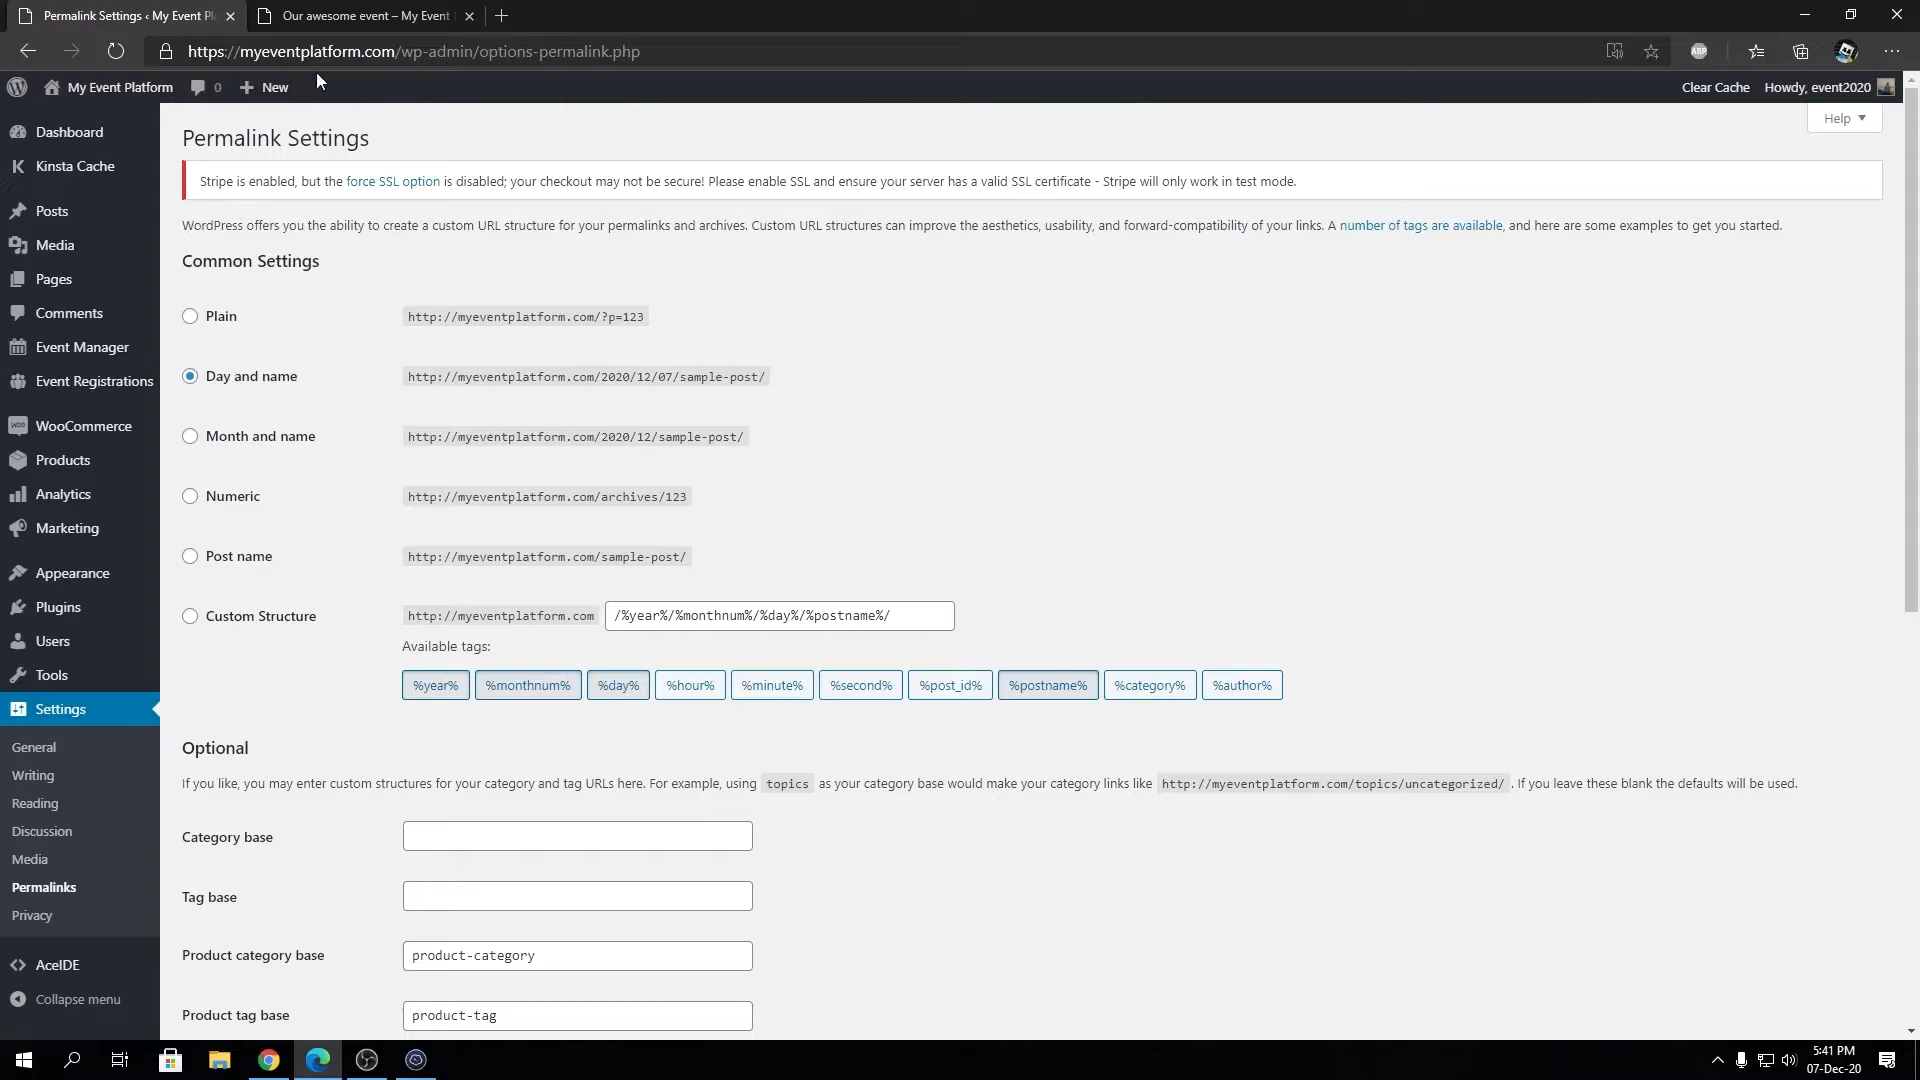 Permalink Settings ‹ My Event Pl
Our awesome event – My Event
https://myeventplatform.com/wp-admin/options-permalink.php
ABP
My Event Platform
0
New
Clear Cache
Howdy, event2020
Dashboard
Kinsta Cache
Posts
Media
Pages
Comments
Event Manager
Event Registrations
WooCommerce
Products
Analytics
Marketing
Appearance
Plugins
Users
Tools
Settings
General
Writing
Reading
Discussion
Media
Permalinks
Privacy
AceIDE
Collapse menu
Help
Permalink Settings
Stripe is enabled, but the force SSL option is disabled; your checkout may not be secure! Please enable SSL and ensure your server has a valid SSL certificate - Stripe will only work in test mode.
WordPress offers you the ability to create a custom URL structure for your permalinks and archives. Custom URL structures can improve the aesthetics, usability, and forward-compatibility of your links. A number of tags are available, and here are some examples to get you started.
Common Settings
Plain http://myeventplatform.com/?p=123
Day and name http://myeventplatform.com/2020/12/07/sample-post/
Month and name http://myeventplatform.com/2020/12/sample-post/
Numeric http://myeventplatform.com/archives/123
Post name http://myeventplatform.com/sample-post/
Custom Structure http://myeventplatform.com /%year%/%monthnum%/%day%/%postname%/
Available tags:
%year% %monthnum% %day% %hour% %minute% %second% %post_id% %postname% %category% %author%
Optional
If you like, you may enter custom structures for your category and tag URLs here. For example, using topics as your category base would make your category links like http://myeventplatform.com/topics/uncategorized/ . If you leave these blank the defaults will be used.
Category base
Tag base
Product category base product-category
Product tag base product-tag
5:41 PM
07-Dec-20